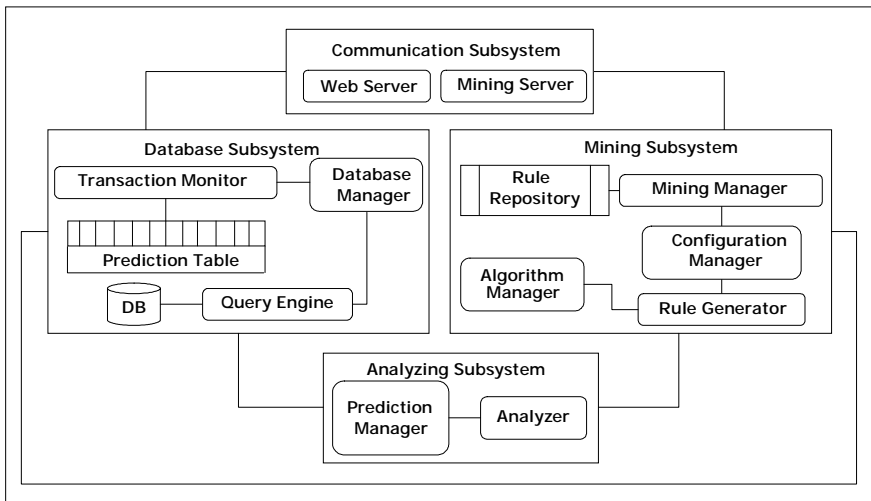 Communication Subsystem
Web Server
Mining Server
Database Subsystem
Transaction Monitor
Database
Manager
Prediction Table
DB
Query Engine
Mining Subsystem
Rule
Repository
Mining Manager
Configuration
Manager
Algorithm
Manager
Rule Generator
Analyzing Subsystem
Prediction
Manager
Analyzer